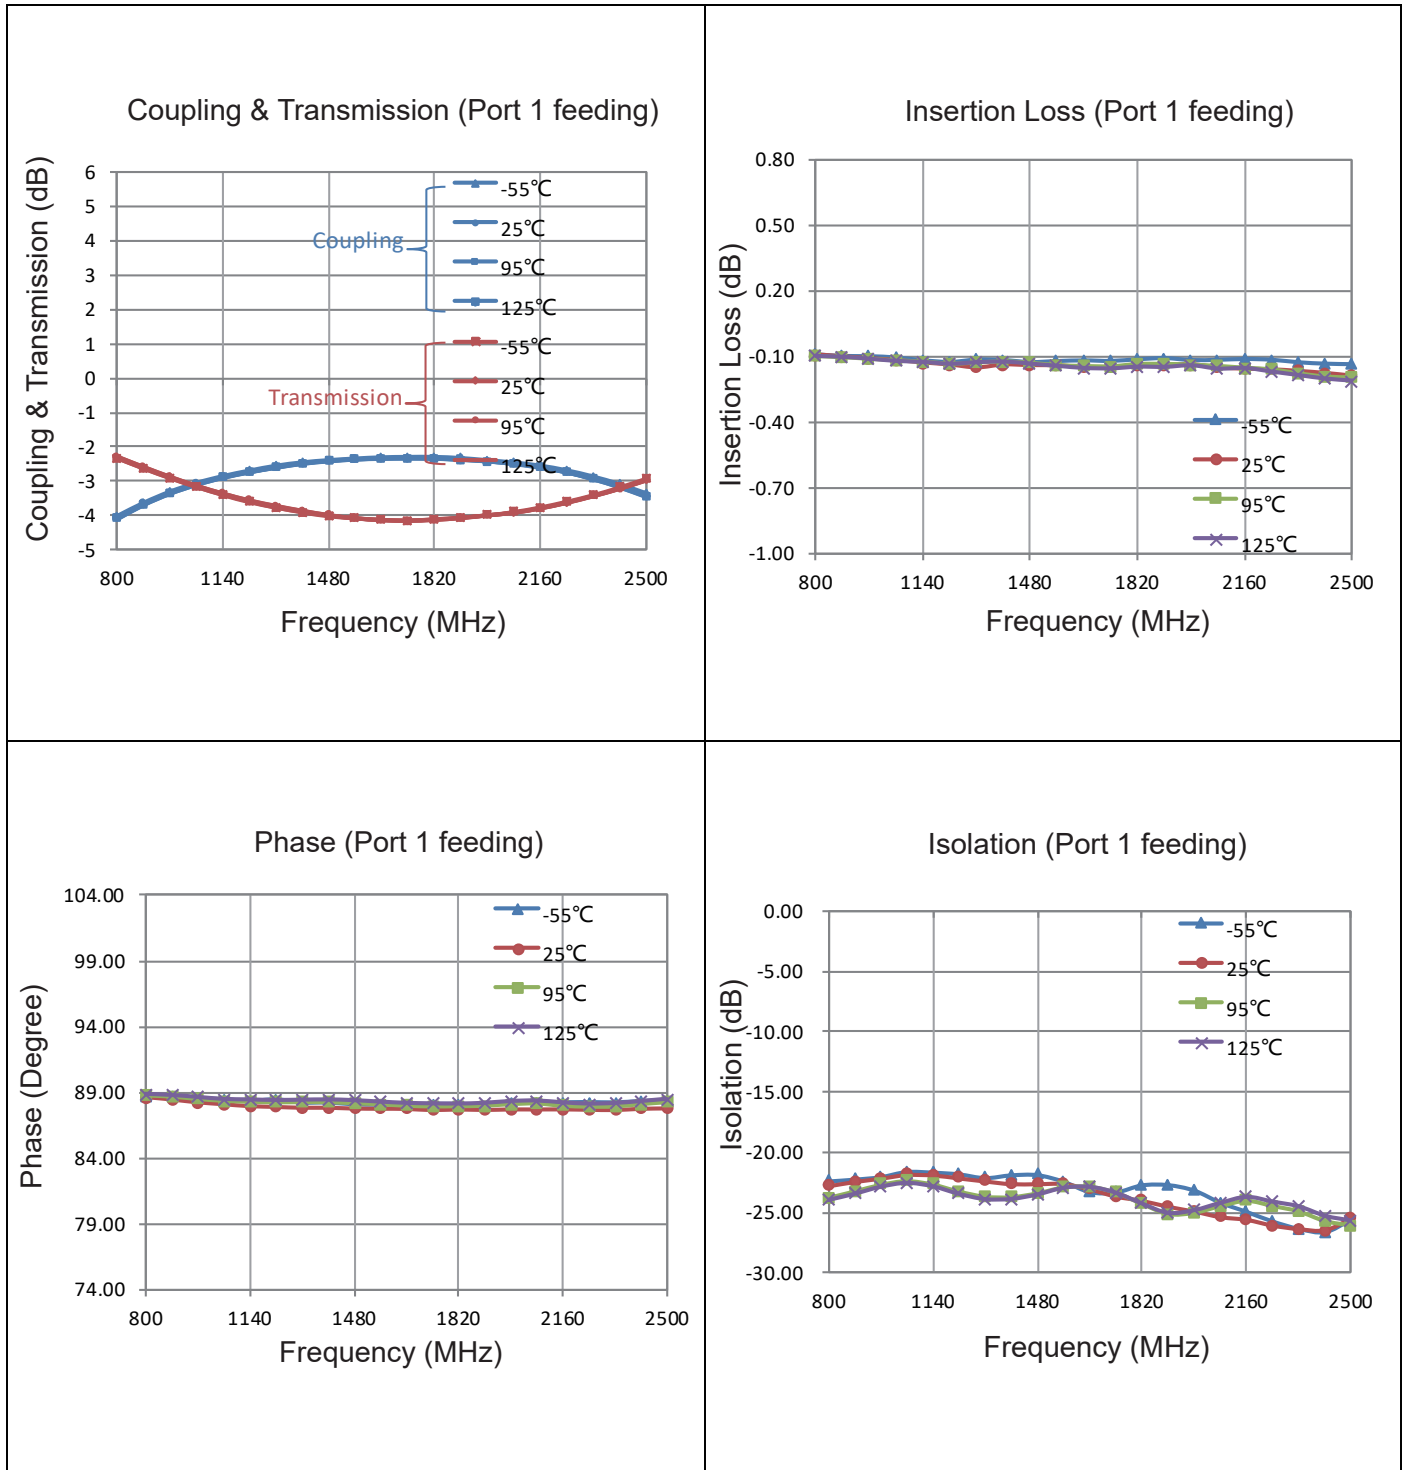 Coupling & Transmission (Port 1 feeding)
Coupling & Transmission (dB)
6
5
4
3
2
1
0
-1
-2
-3
-4
-5
Coupling
-55℃
25℃
95℃
125℃
Transmission
-55℃
25℃
95℃
125℃
800 1140 1480 1820 2160 2500
Frequency (MHz)
Insertion Loss (Port 1 feeding)
Insertion Loss (dB)
0.80
0.50
0.20
-0.10
-0.40
-0.70
-1.00
-55℃
25℃
95℃
125℃
800 1140 1480 1820 2160 2500
Frequency (MHz)
Phase (Port 1 feeding)
Phase (Degree)
104.00
99.00
94.00
89.00
84.00
79.00
74.00
-55℃
25℃
95℃
125℃
800 1140 1480 1820 2160 2500
Frequency (MHz)
Isolation (Port 1 feeding)
Isolation (dB)
0.00
-5.00
-10.00
-15.00
-20.00
-25.00
-30.00
-55℃
25℃
95℃
125℃
800 1140 1480 1820 2160 2500
Frequency (MHz)